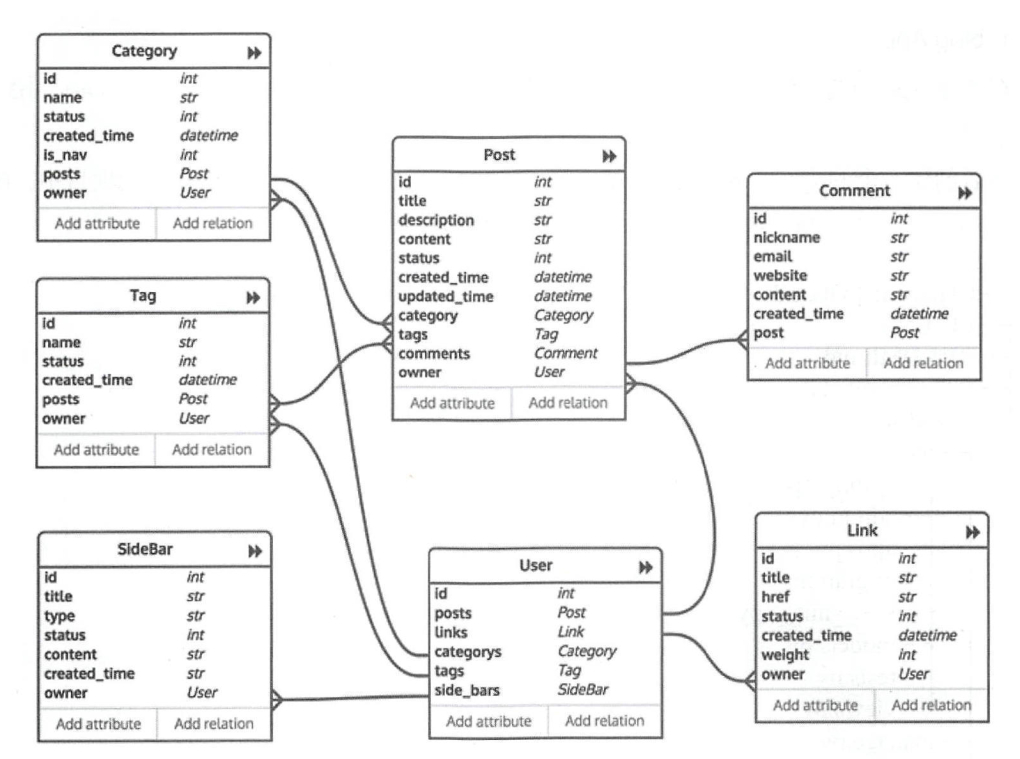 Category
id int
name str
status int
created_time datetime
is_nav int
posts Post
owner User
Add attribute Add relation
Tag
id int
name str
status int
created_time datetime
posts Post
owner User
Add attribute Add relation
SideBar
id int
title str
type str
status int
content str
created_time str
owner User
Add attribute Add relation
Post
id int
title str
description str
content str
status int
created_time datetime
updated_time datetime
category Category
tags Tag
comments Comment
owner User
Add attribute Add relation
User
id int
posts Post
links Link
categorys Category
tags Tag
side_bars SideBar
Add attribute Add relation
Comment
id int
nickname str
email str
website str
content str
created_time datetime
post Post
Add attribute Add relation
Link
id int
title str
href str
status int
created_time datetime
weight int
owner User
Add attribute Add relation